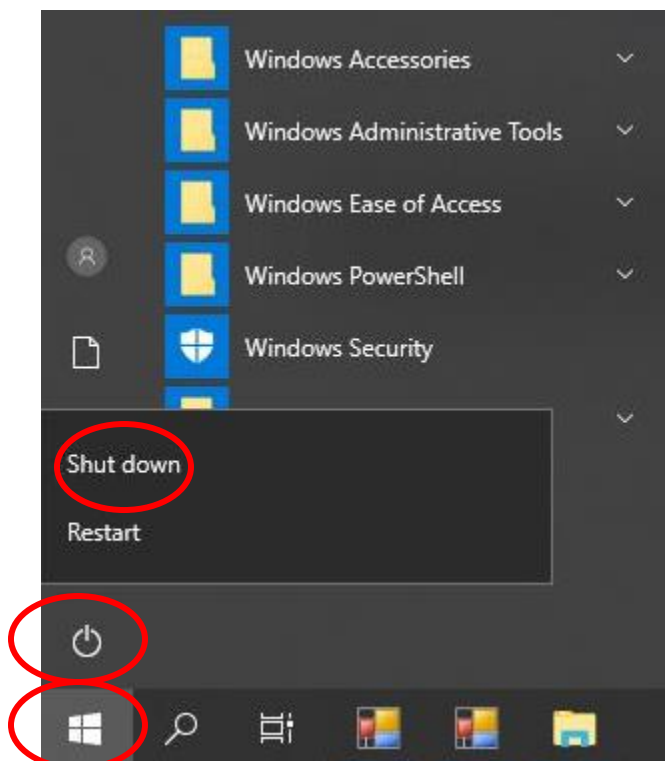 Windows Accessories
Windows Administrative Tools
Windows Ease of Access
Windows PowerShell
Windows Security
Shut down
Restart